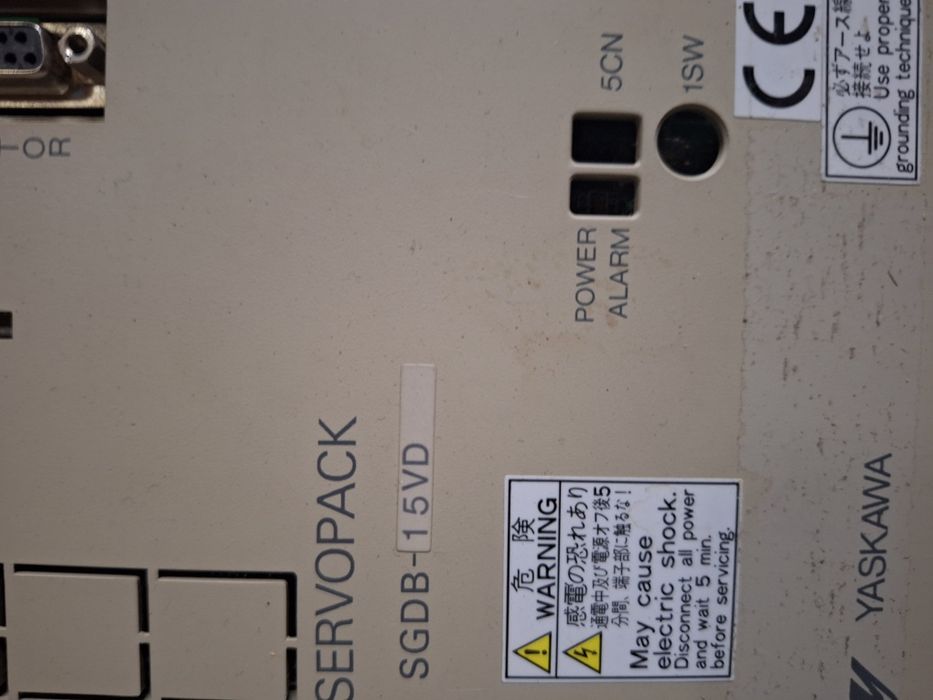 TOR
5CN
1SW
CE
必ずアース線
接続せよ
Use proper
grounding technique
POWER
ALARM
SERVOPACK
SGDB-15VD
危険
WARNING
感電の恐れあり
通電中及び電源オフ後5
分間、端子部に触るな!
May cause
electric shock.
Disconnect all power
and wait 5 min.
before servicing.
YASKAWA